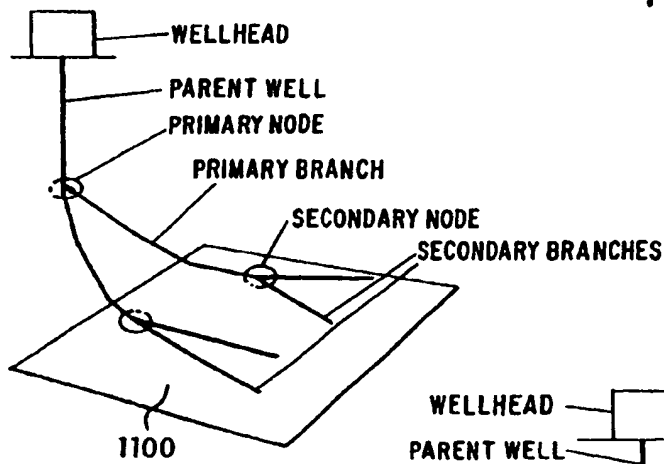 WELLHEAD
PARENT WELL
PRIMARY NODE
PRIMARY BRANCH
SECONDARY NODE
SECONDARY BRANCHES
1100
WELLHEAD
PARENT WELL